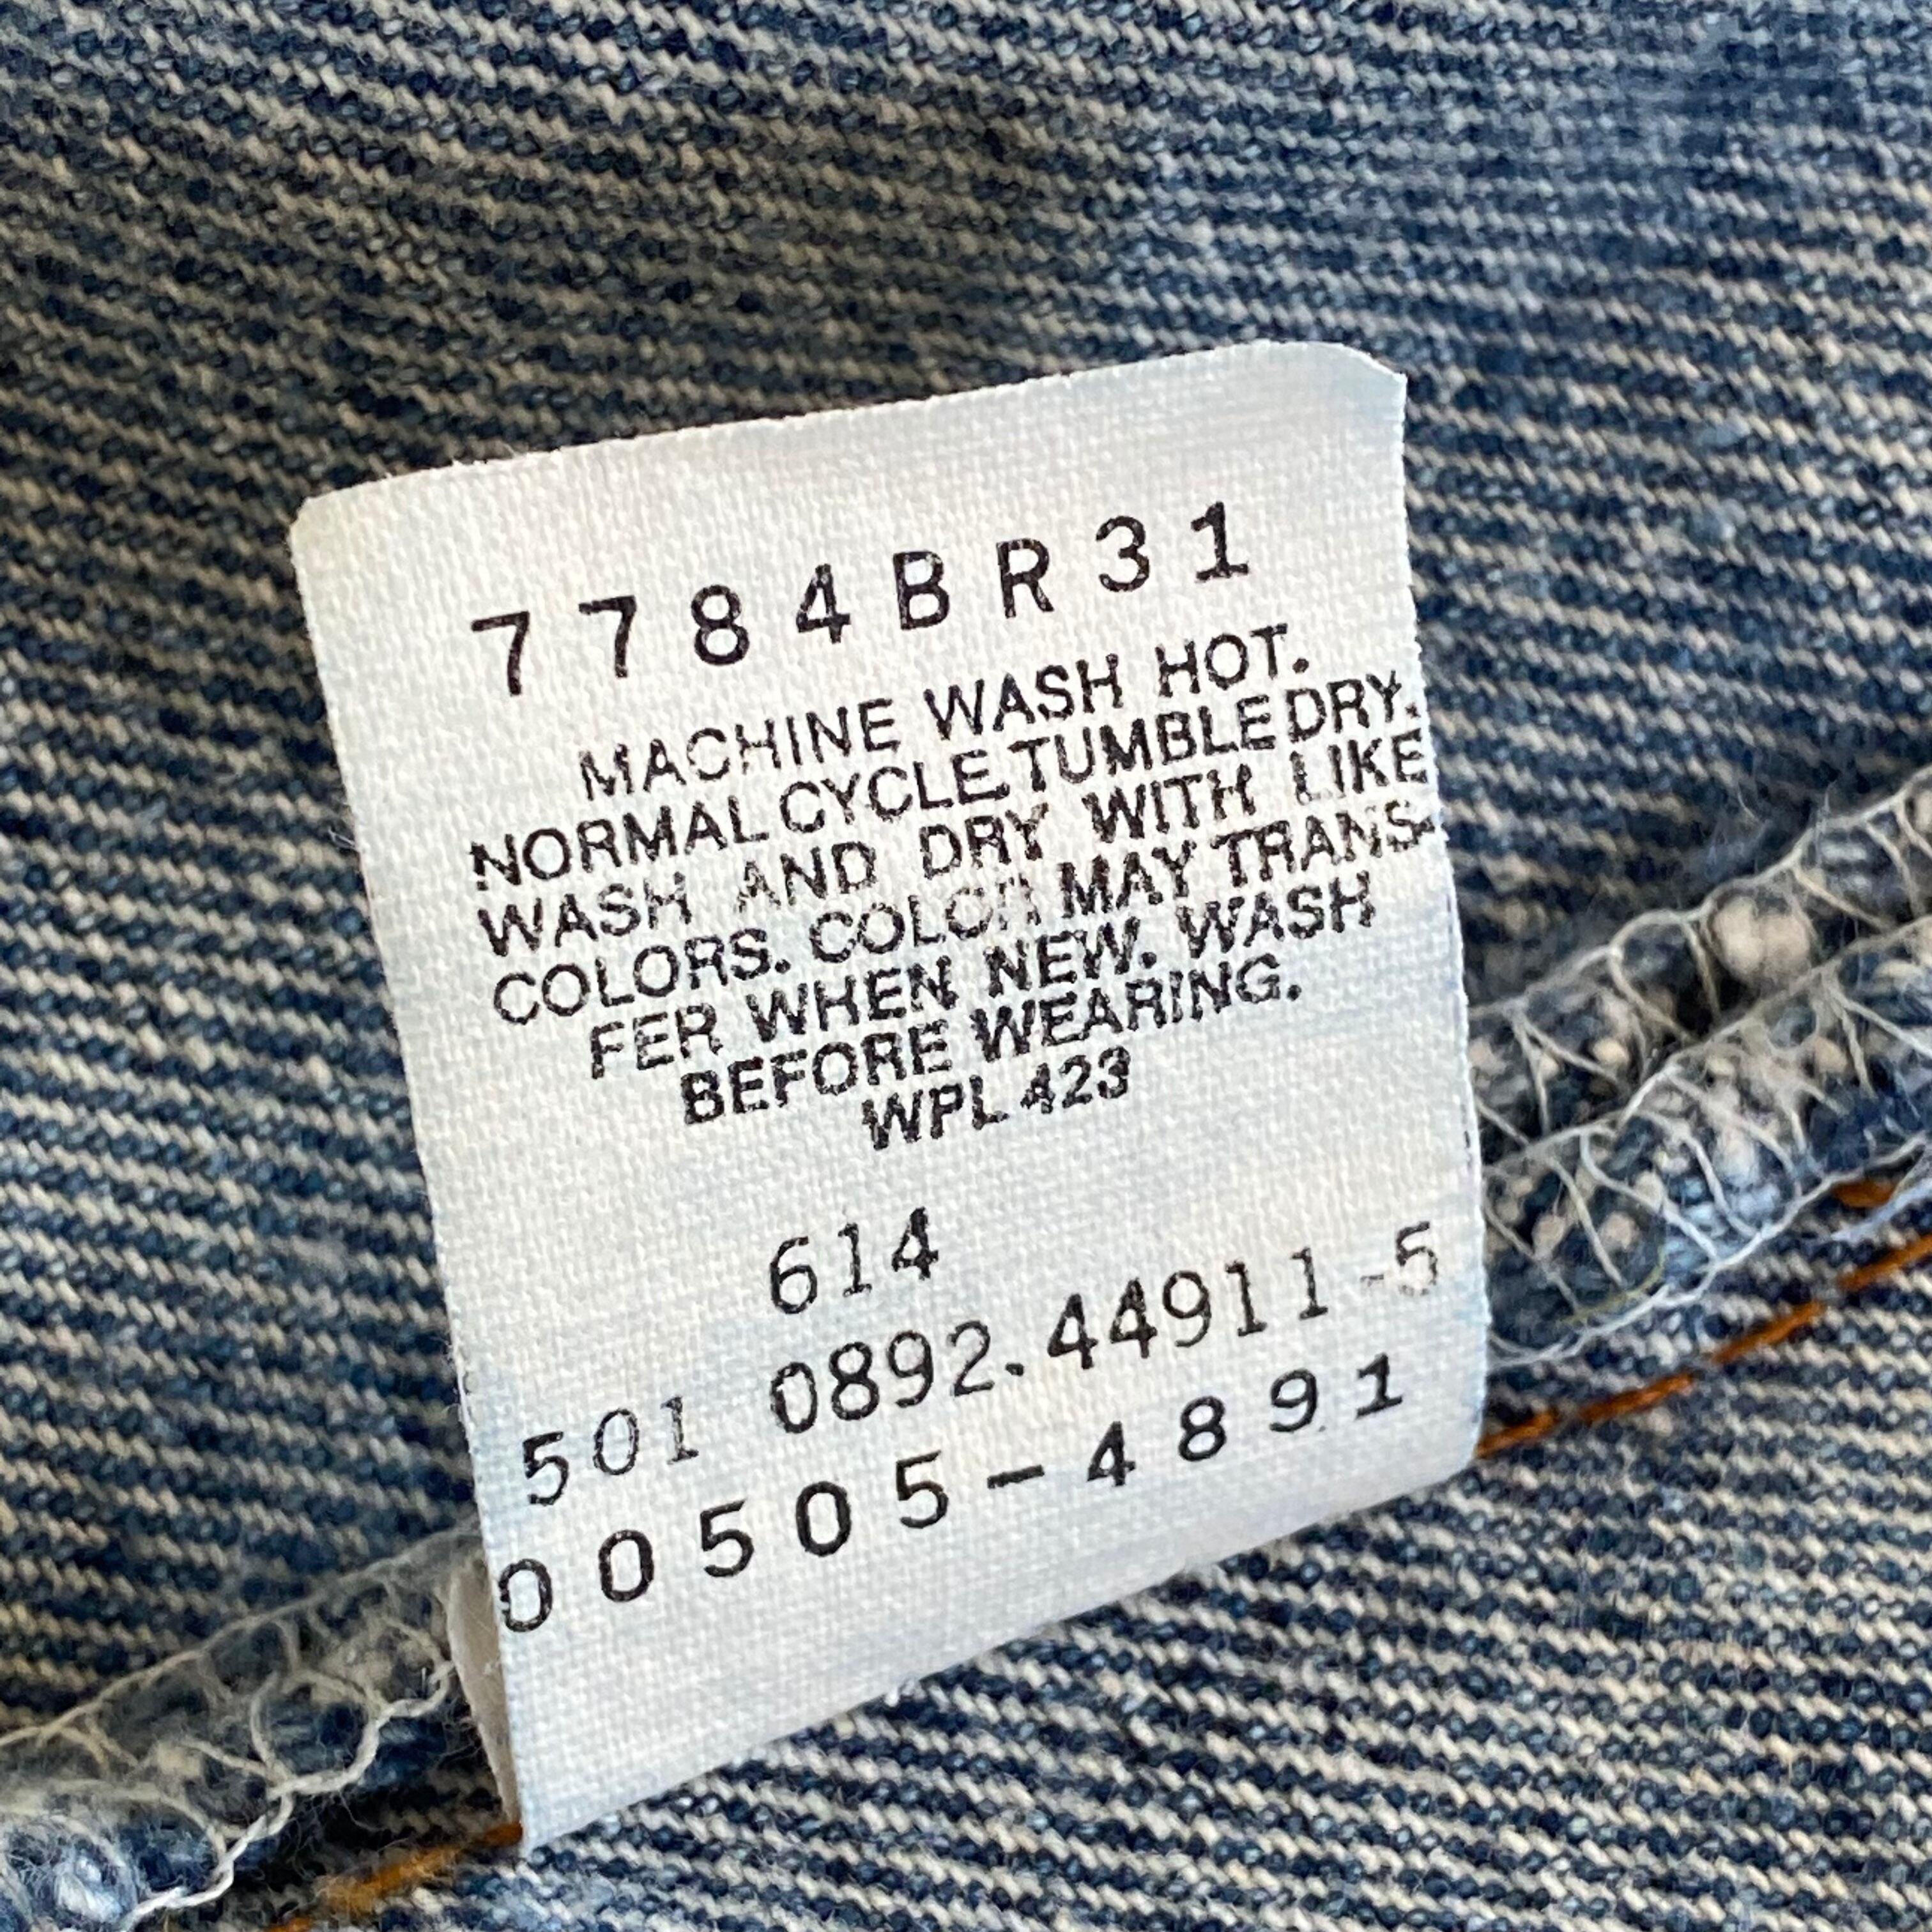 7784BR31
MACHINE WASH HOT.
NORMAL CYCLE. TUMBLE DRY.
WASH AND DRY WITH LIKE
COLORS. COLOR MAY TRANS-
FER WHEN NEW. WASH
BEFORE WEARING.
WPL 423
614
501 0892.44911-5
00505-4891